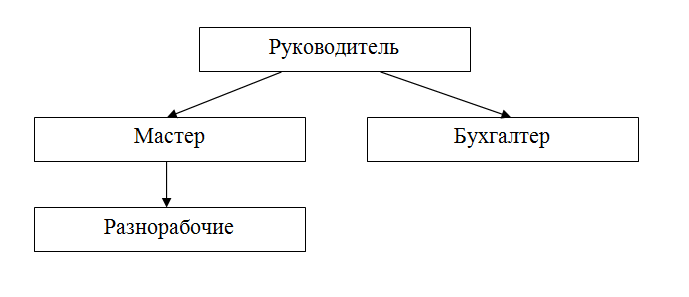 Руководитель
Мастер
Бухгалтер
Разнорабочие